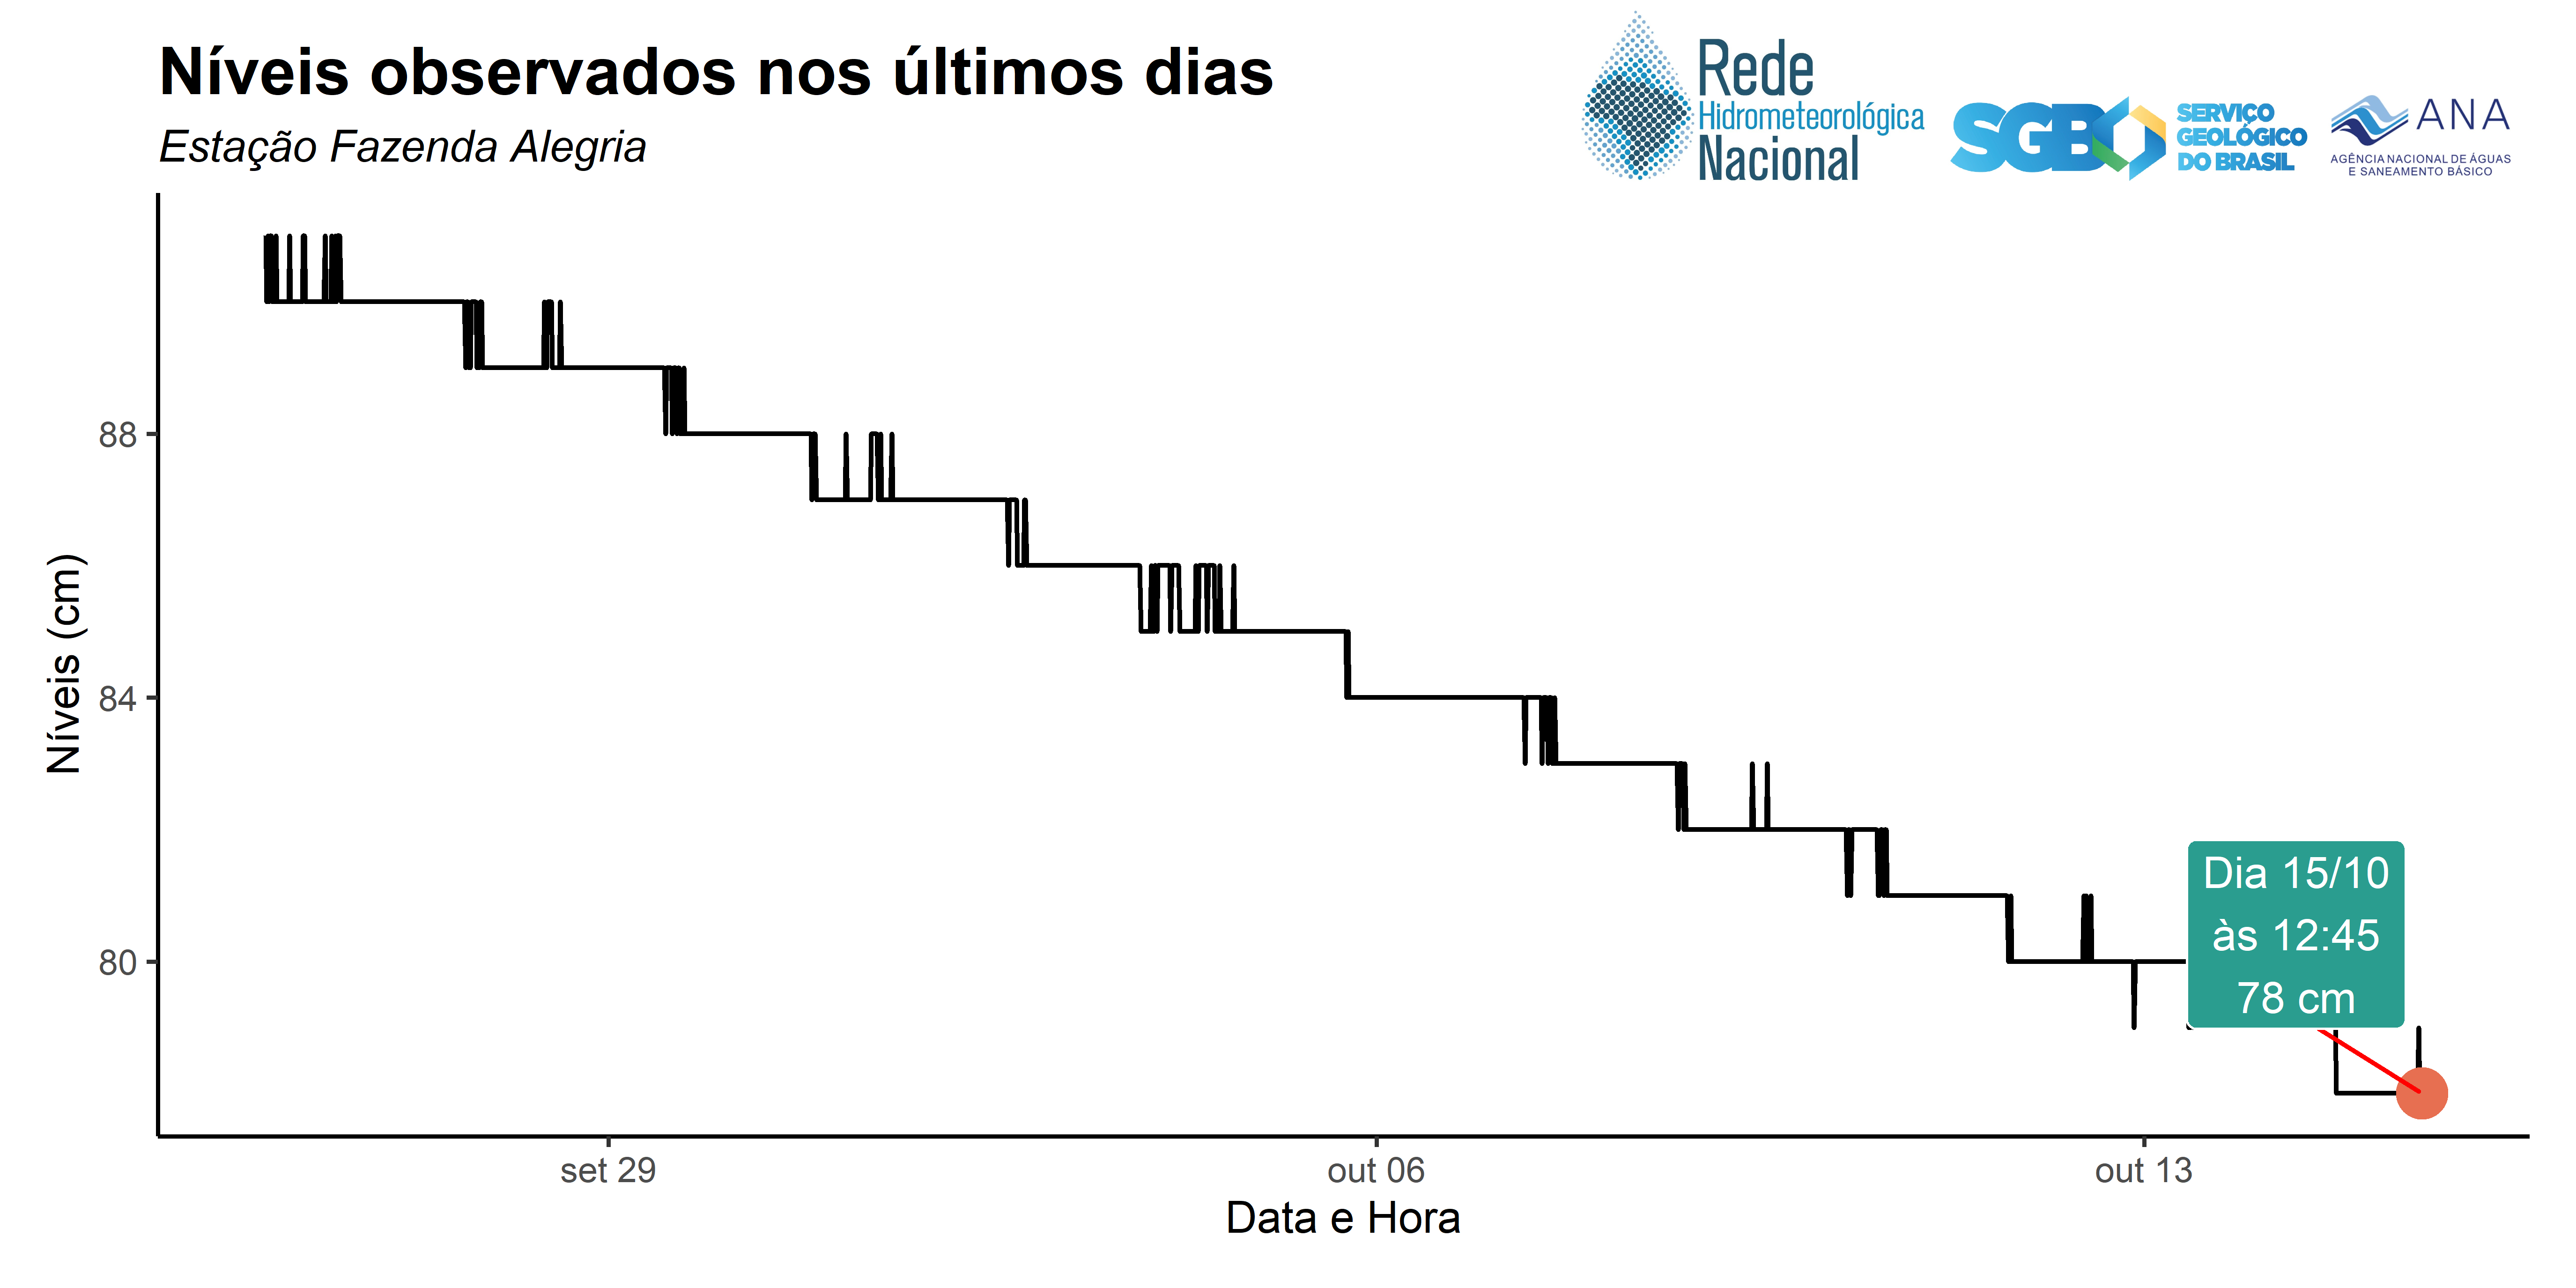 Níveis observados nos últimos dias
Estação Fazenda Alegria
Rede
Hidrometeorológica
Nacional
SGB
SERVIÇO
GEOLÓGICO
DO BRASIL
ANA
AGÊNCIA NACIONAL DE ÁGUAS
E SANEAMENTO BÁSICO
Níveis (cm)
88
84
80
Dia 15/10
às 12:45
78 cm
set 29
out 06
out 13
Data e Hora